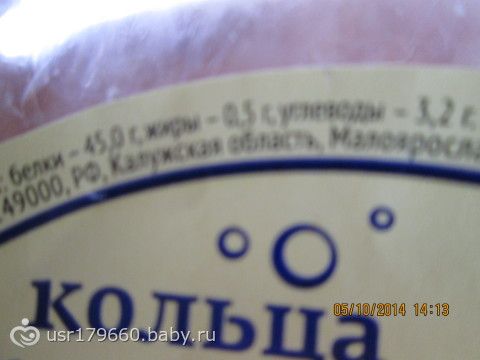 белки – 45,0 г, жиры – 0,5 г, углеводы – 3,2 г,
249000, РФ, Калужская область, Малояросла
кольца
05/10/2014 14:13
usr179660.baby.ru